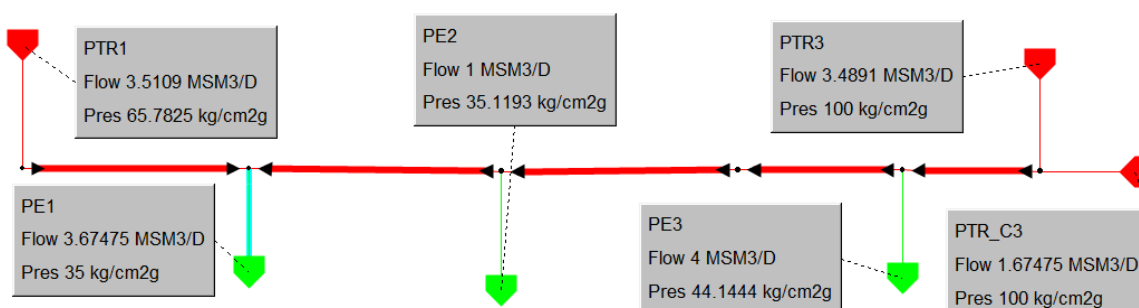 PTR1
Flow 3.5109 MSM3/D
Pres 65.7825 kg/cm2g
PE2
Flow 1 MSM3/D
Pres 35.1193 kg/cm2g
PTR3
Flow 3.4891 MSM3/D
Pres 100 kg/cm2g
PE1
Flow 3.67475 MSM3/D
Pres 35 kg/cm2g
PE3
Flow 4 MSM3/D
Pres 44.1444 kg/cm2g
PTR_C3
Flow 1.67475 MSM3/D
Pres 100 kg/cm2g